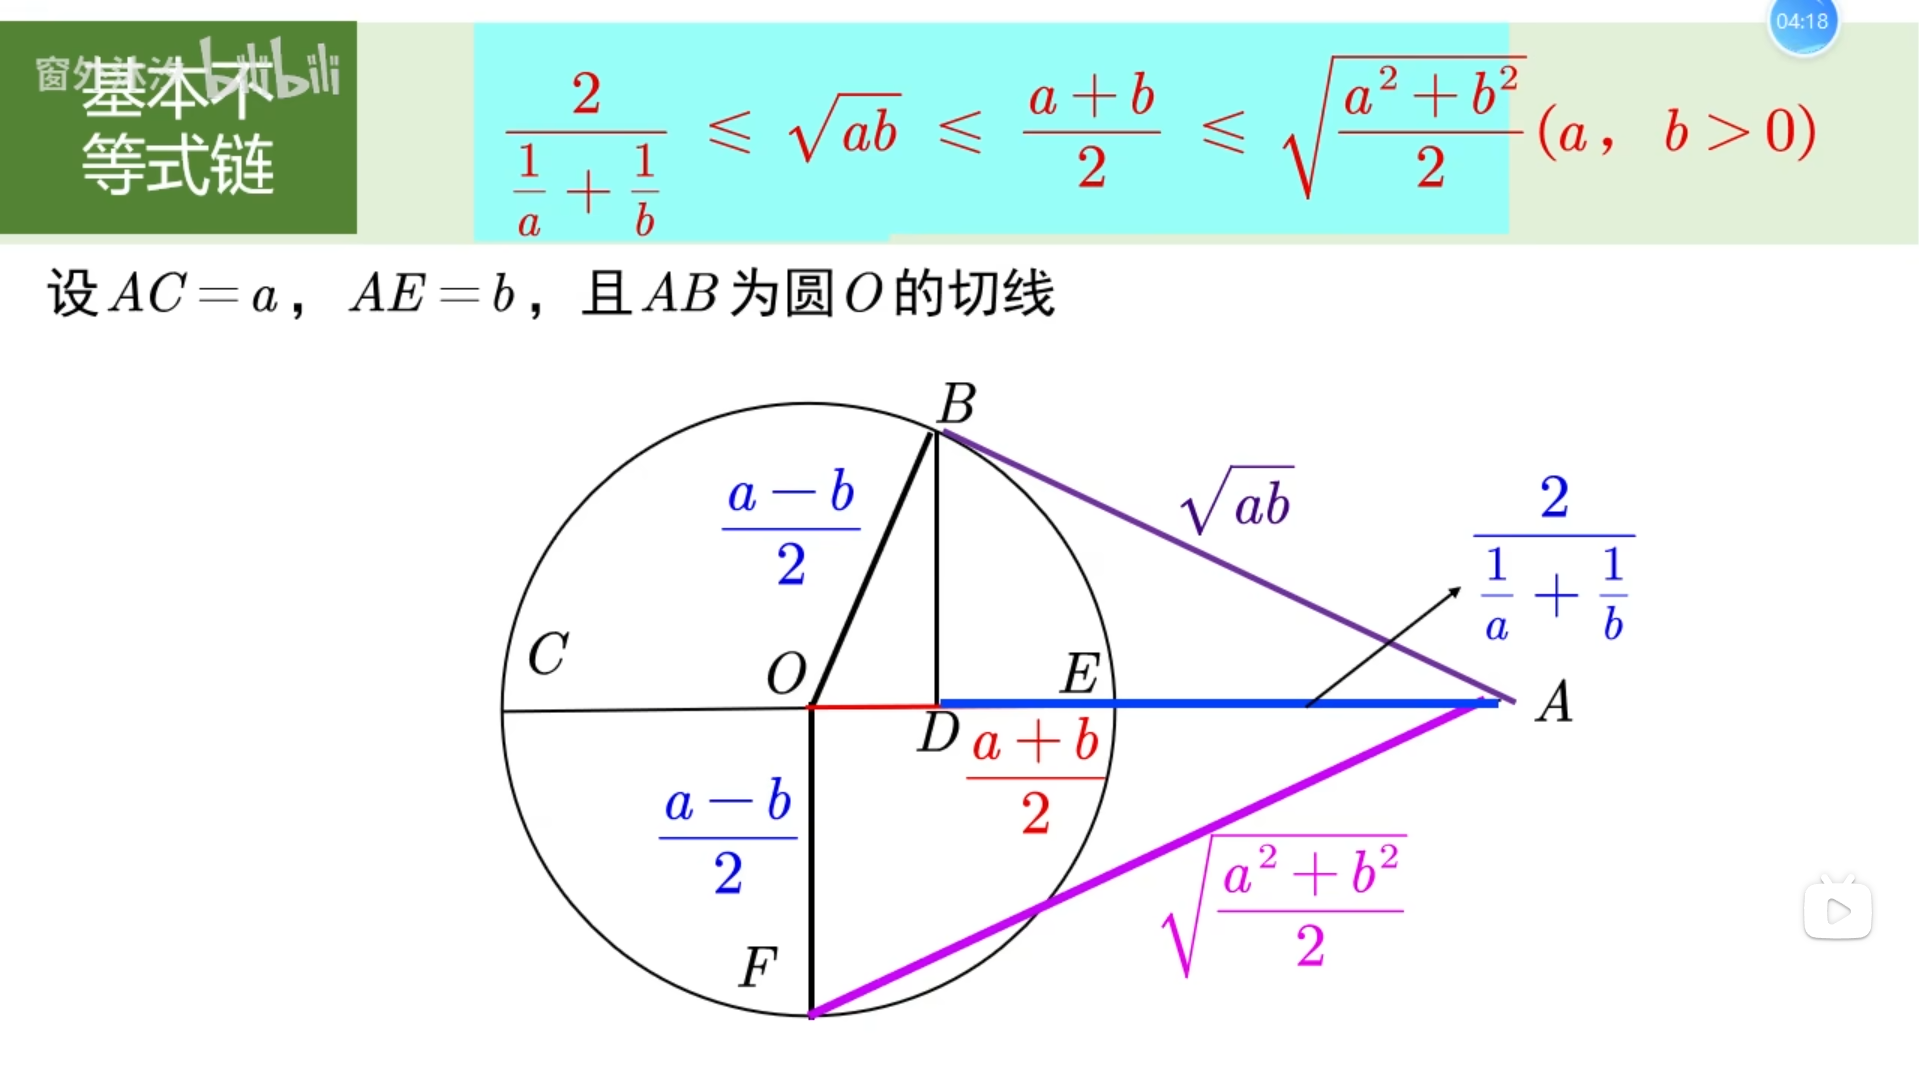 04:18
bilibili
基本不
等式链
2/(1/a + 1/b) ≤ √ab ≤ (a + b)/2 ≤ √((a² + b²)/2) (a, b > 0)
设AC = a, AE = b, 且AB为圆O的切线
B
(a − b)/2
√ab
2/(1/a + 1/b)
C
O
E
A
D
(a + b)/2
(a − b)/2
√((a² + b²)/2)
F